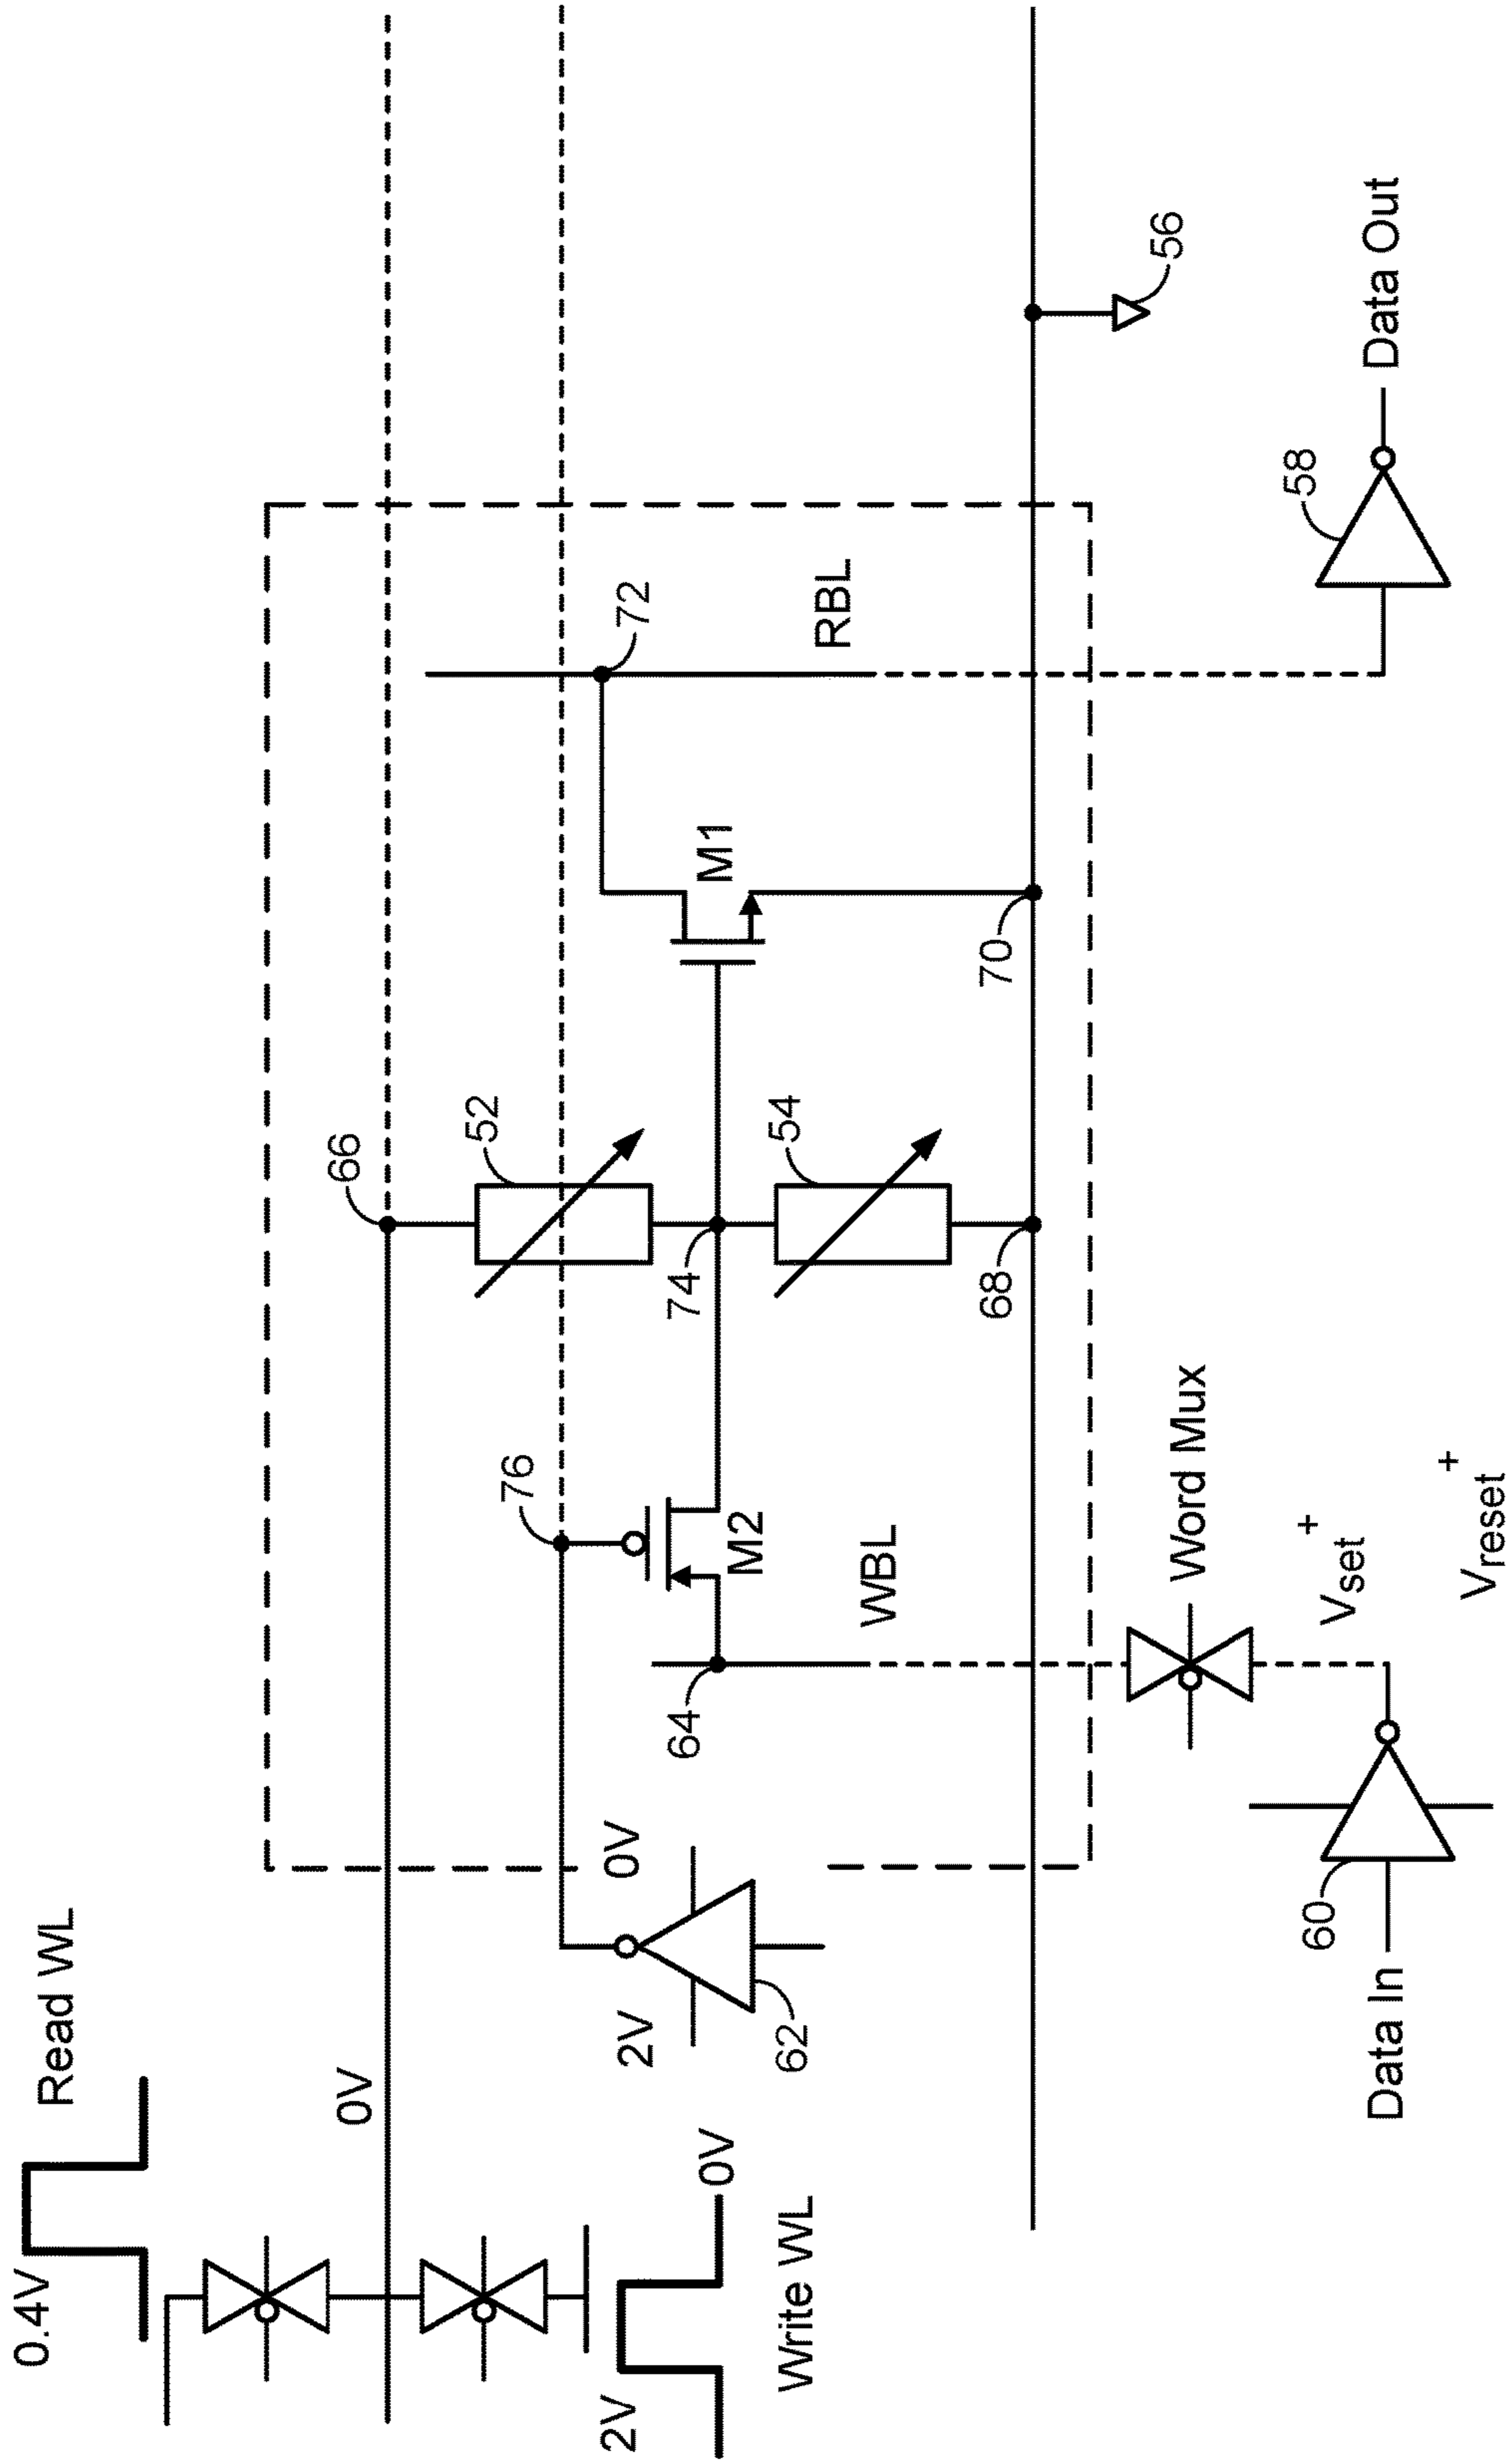 Read WL
0.4V
0V
2V
0V
Write WL
2V
0V
62
66
52
76
74
M2
64
WBL
54
68
M1
70
72
RBL
56
58
Data Out
Word Mux
Vset+
Vreset+
60
Data In